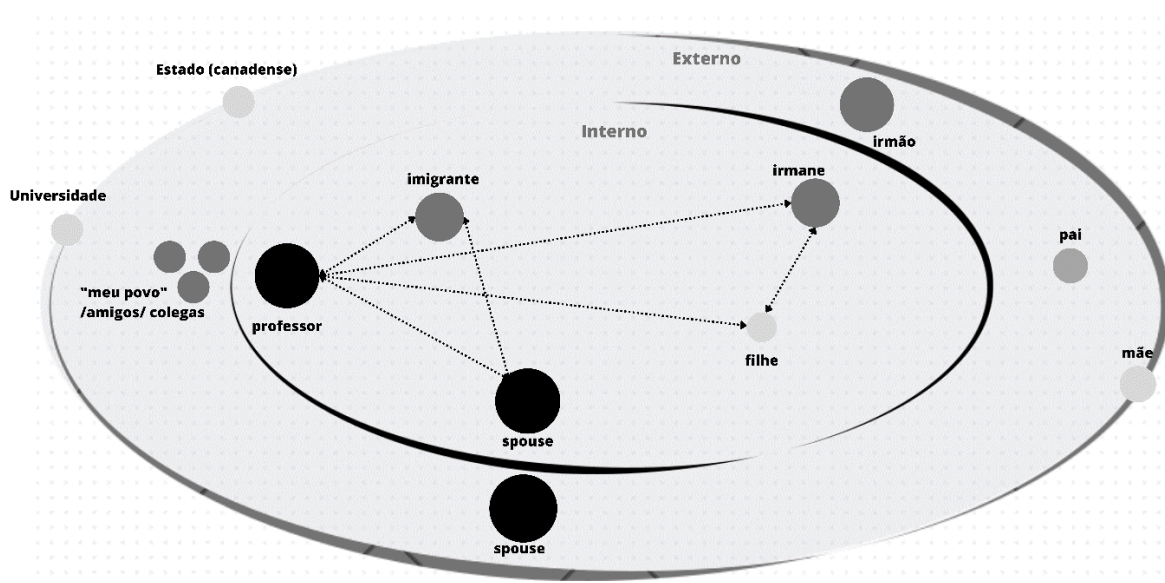 Externo
Estado (canadense)
Interno
irmão
irmane
imigrante
Universidade
pai
"meu povo"
/amigos/ colegas
professor
mãe
filhe
spouse
spouse